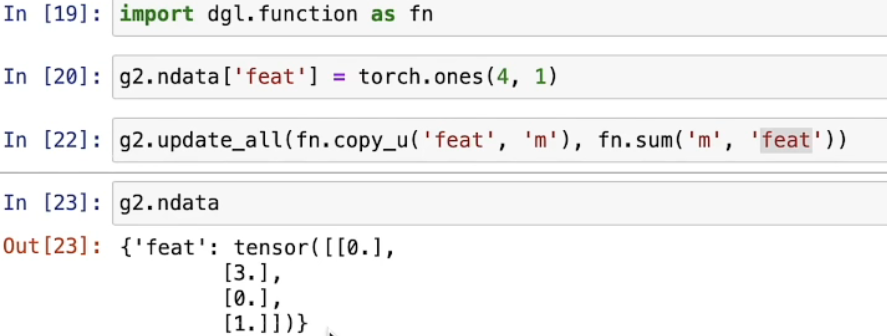 In [19]: import dgl.function as fn
In [20]: g2.ndata['feat'] = torch.ones(4, 1)
In [22]: g2.update_all(fn.copy_u('feat', 'm'), fn.sum('m', 'feat'))
In [23]: g2.ndata
Out[23]: {'feat': tensor([[0.],
[3.],
[0.],
[1.]])}